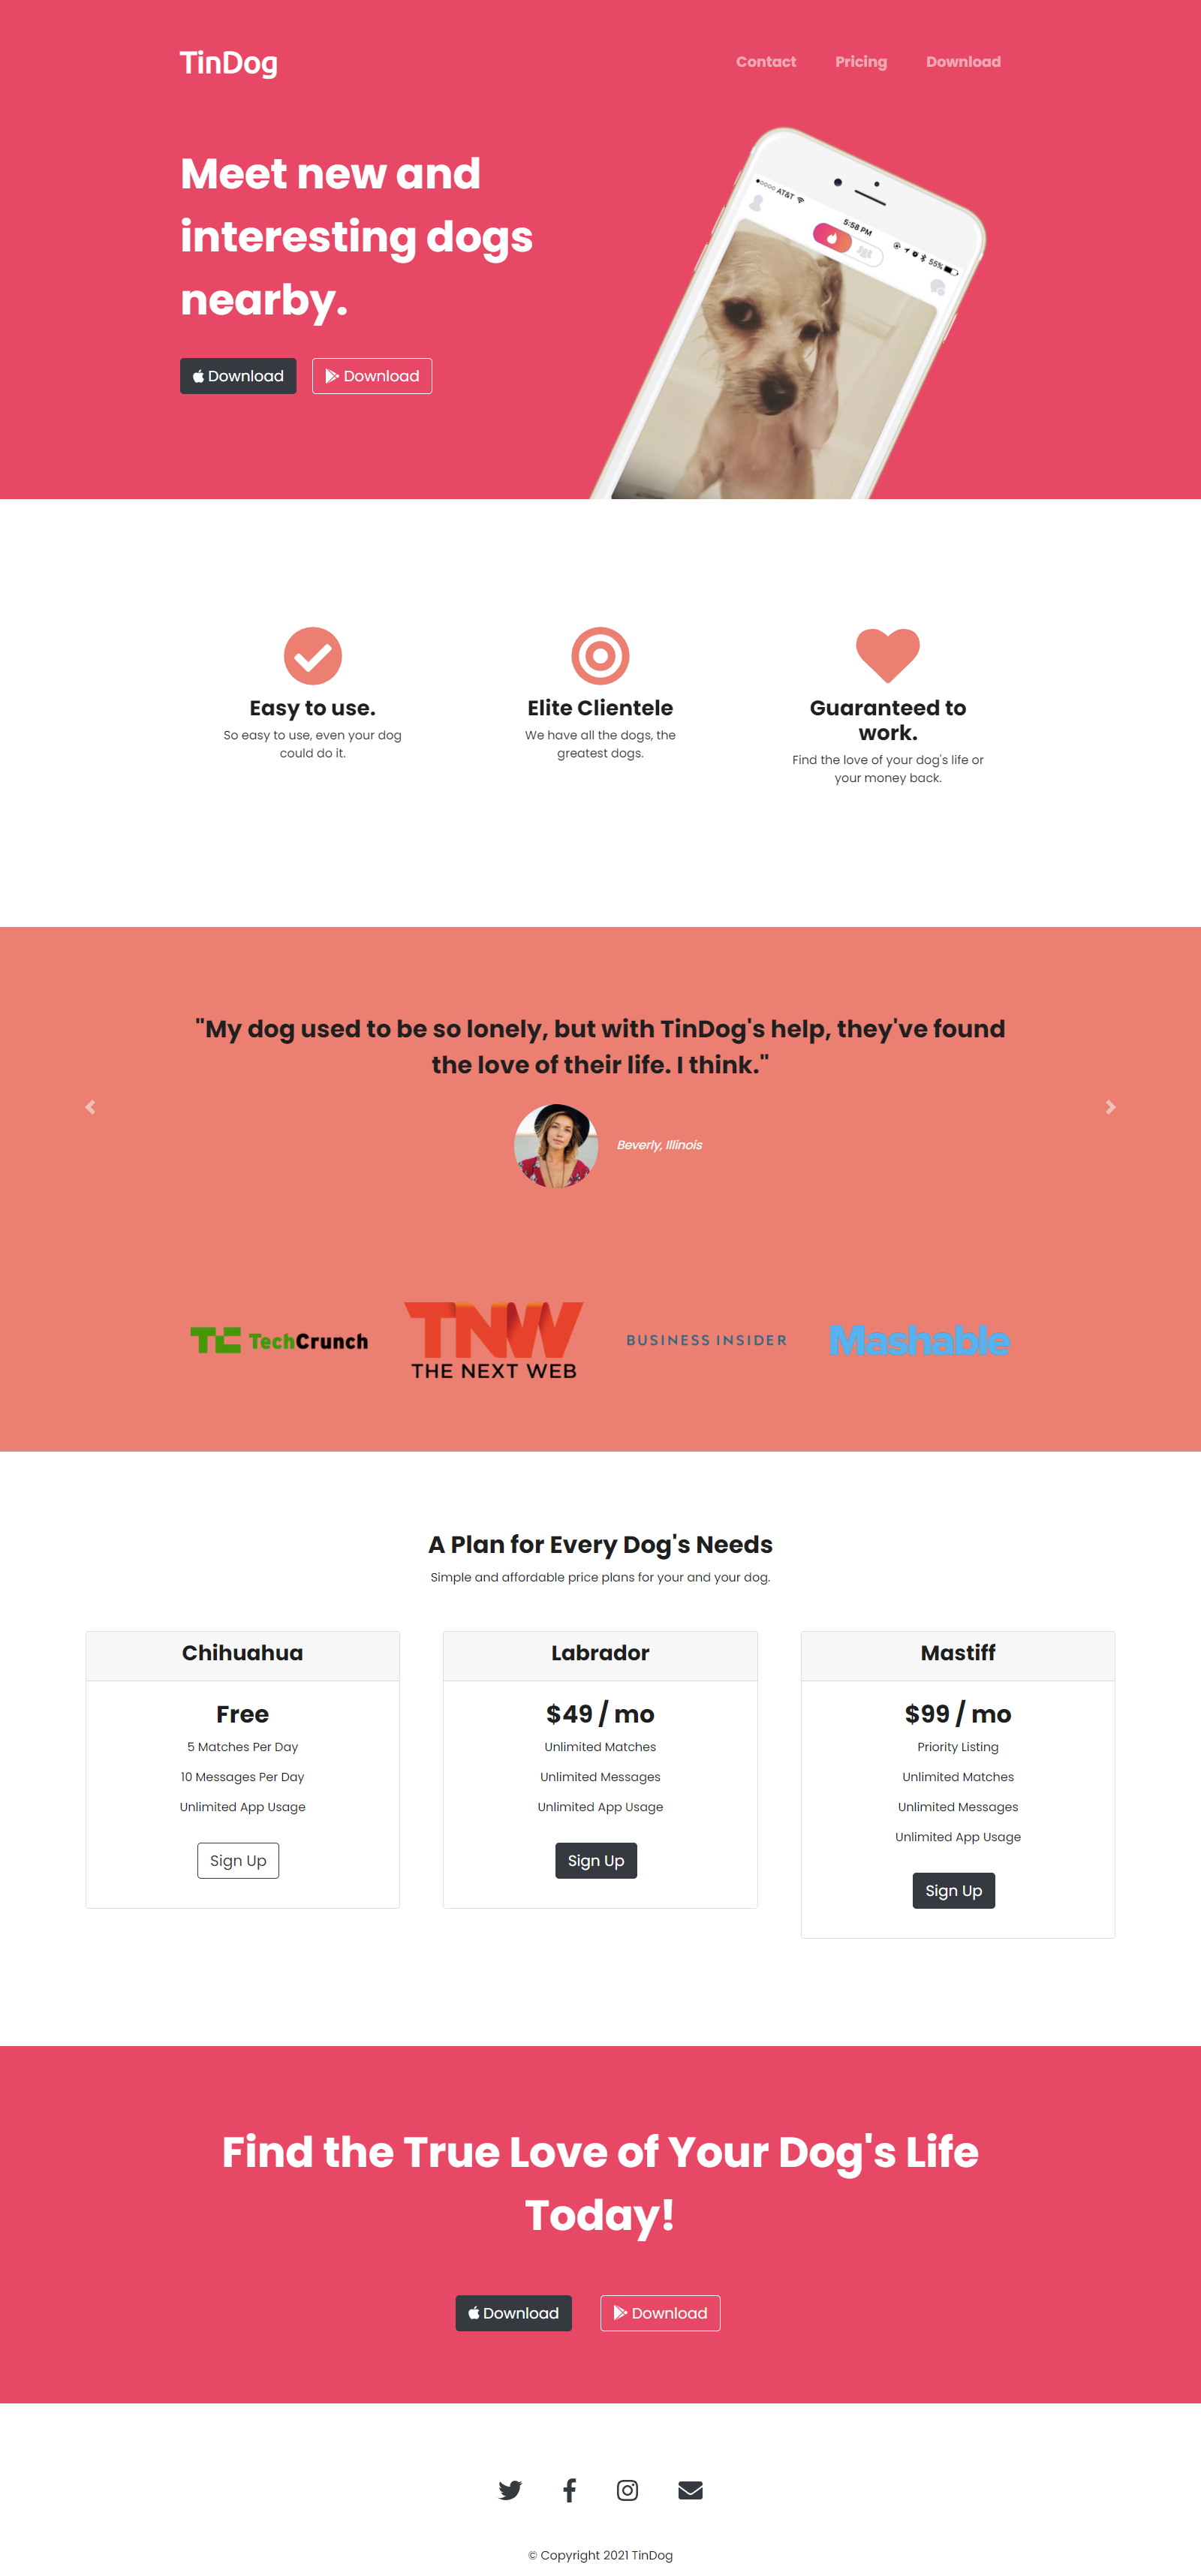 TinDog
Contact Pricing Download
Meet new and
interesting dogs
nearby.
Download Download
AT&T
5:58 PM
55%
Easy to use.
So easy to use, even your dog
could do it.
Elite Clientele
We have all the dogs, the
greatest dogs.
Guaranteed to
work.
Find the love of your dog's life or
your money back.
"My dog used to be so lonely, but with TinDog's help, they've found
the love of their life. I think."
Beverly, Illinois
TC TechCrunch
TNW
THE NEXT WEB
BUSINESS INSIDER
Mashable
A Plan for Every Dog's Needs
Simple and affordable price plans for your and your dog.
Chihuahua
Free
5 Matches Per Day
10 Messages Per Day
Unlimited App Usage
Sign Up
Labrador
$49 / mo
Unlimited Matches
Unlimited Messages
Unlimited App Usage
Sign Up
Mastiff
$99 / mo
Priority Listing
Unlimited Matches
Unlimited Messages
Unlimited App Usage
Sign Up
Find the True Love of Your Dog's Life
Today!
Download Download
© Copyright 2021 TinDog